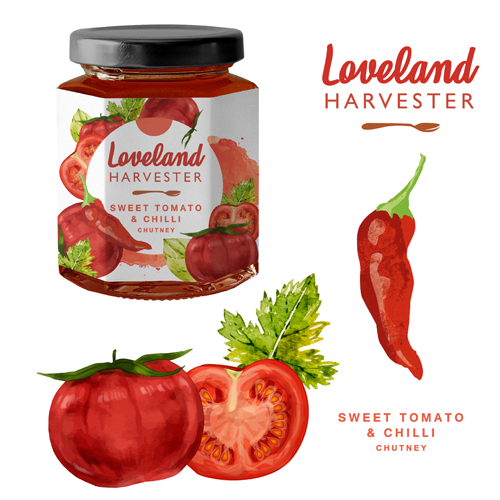 Loveland
HARVESTER
SWEET TOMATO
& CHILLI
CHUTNEY
Loveland
HARVESTER
SWEET TOMATO
& CHILLI
CHUTNEY